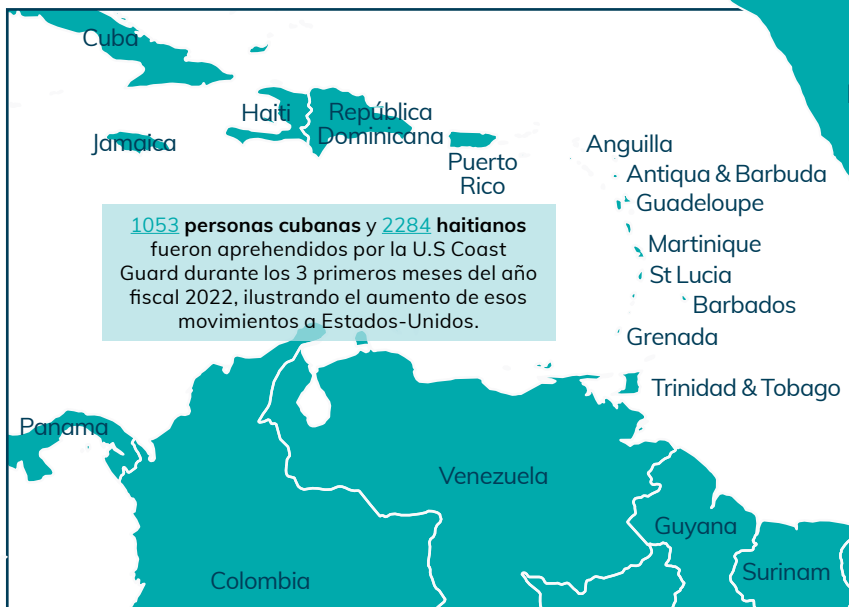 Cuba
Haiti
República
Dominicana
Jamaica
Puerto
Rico
Anguilla
Antiqua & Barbuda
Guadeloupe
Martinique
St Lucia
Barbados
Grenada
Trinidad & Tobago
1053 personas cubanas y 2284 haitianos
fueron aprehendidos por la U.S Coast
Guard durante los 3 primeros meses del año
fiscal 2022, ilustrando el aumento de esos
movimientos a Estados-Unidos.
Panama
Venezuela
Guyana
Surinam
Colombia